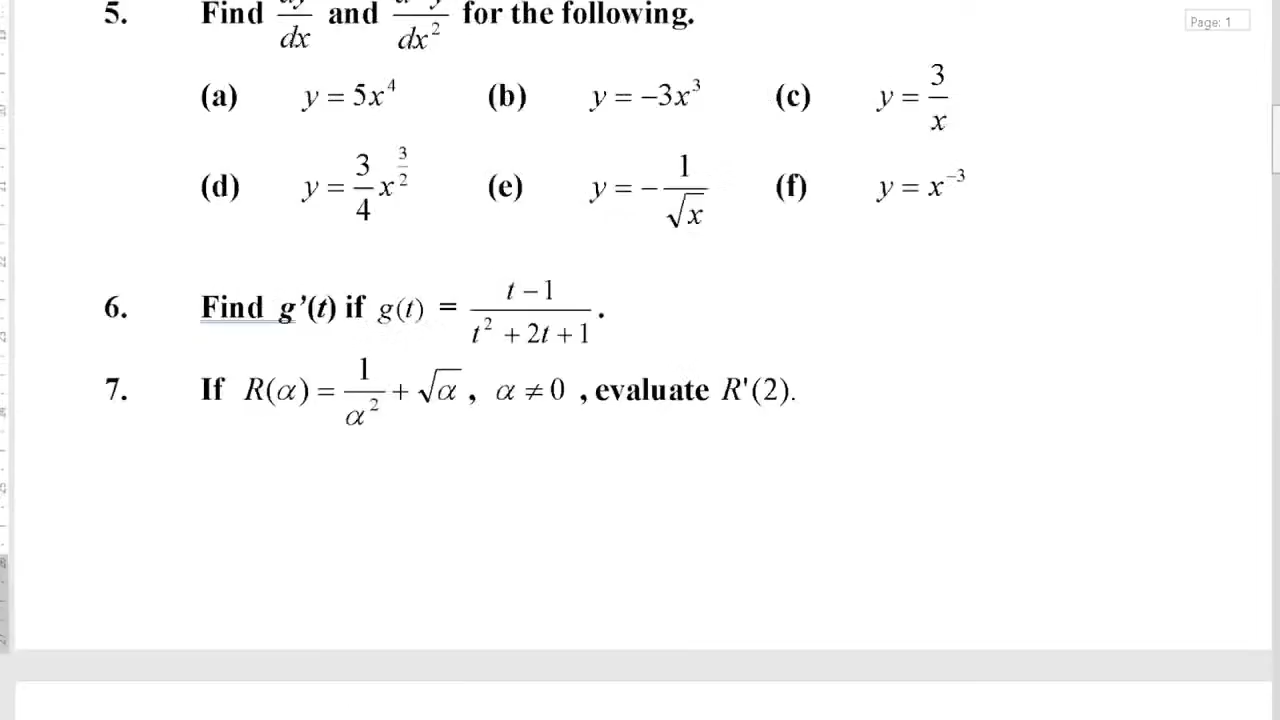 Page: 1
5. Find dy/dx and d²y/dx² for the following.
(a) y = 5x⁴ (b) y = −3x³ (c) y = 3/x
(d) y = 3/4 x^(3/2) (e) y = −1/√x (f) y = x⁻³
6. Find g’(t) if g(t) = (t − 1)/(t² + 2t + 1).
7. If R(α) = 1/α² + √α, α ≠ 0, evaluate R'(2).